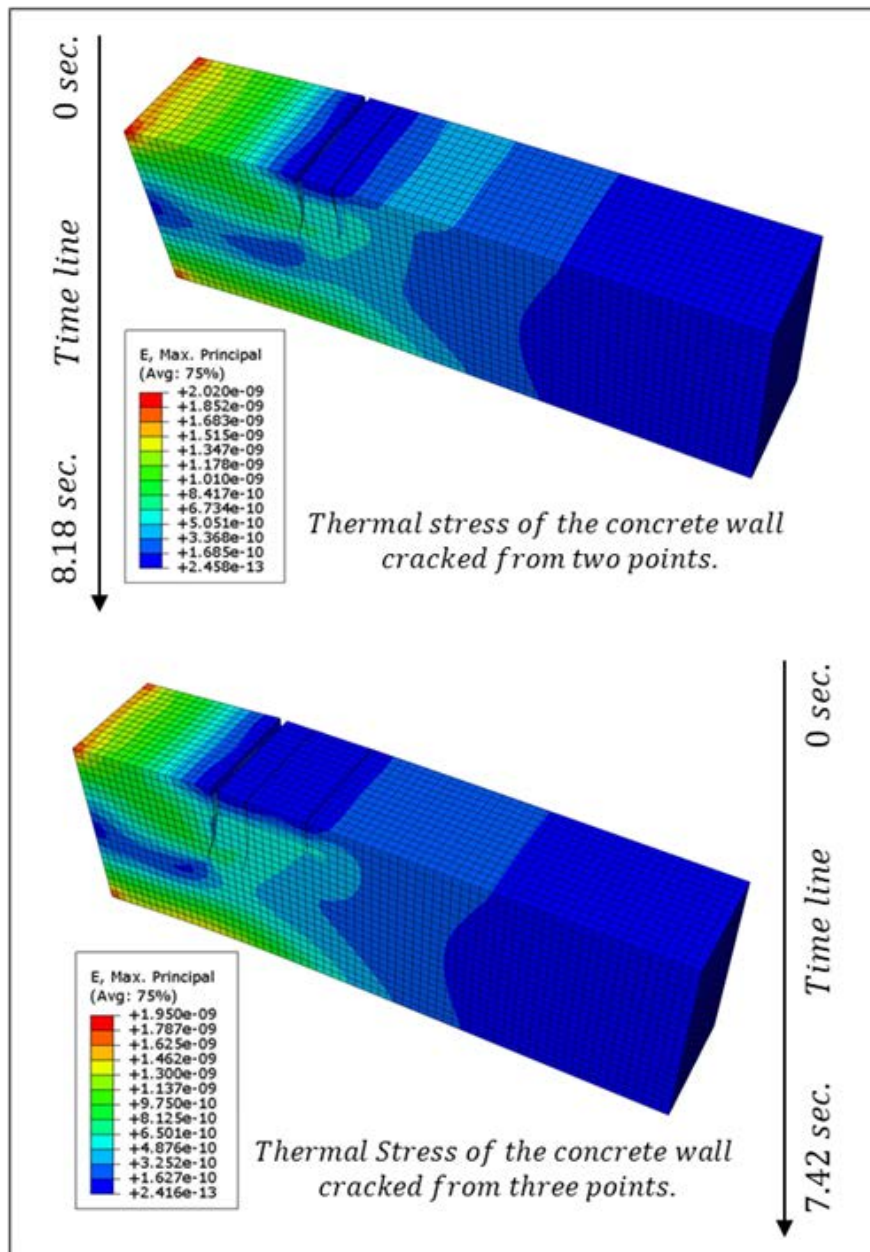 0 sec.
Time line
8.18 sec.
E, Max. Principal
(Avg: 75%)
+2.020e-09
+1.852e-09
+1.683e-09
+1.515e-09
+1.347e-09
+1.178e-09
+1.010e-09
+8.417e-10
+6.734e-10
+5.051e-10
+3.368e-10
+1.685e-10
+2.458e-13
Thermal stress of the concrete wall
cracked from two points.
0 sec.
Time line
7.42 sec.
E, Max. Principal
(Avg: 75%)
+1.950e-09
+1.787e-09
+1.625e-09
+1.462e-09
+1.300e-09
+1.137e-09
+9.750e-10
+8.125e-10
+6.501e-10
+4.876e-10
+3.252e-10
+1.627e-10
+2.416e-13
Thermal Stress of the concrete wall
cracked from three points.